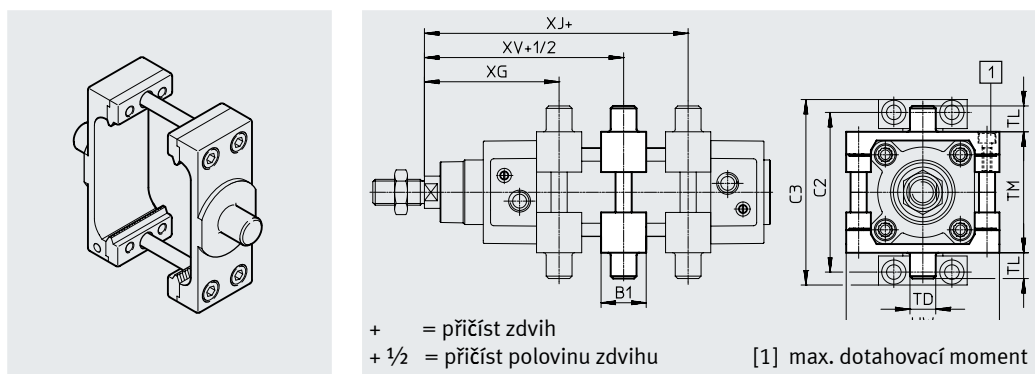 XJ+
XV+1/2
XG
1
TL
C3
C2
TM
B1
TL
TD
+ = přičíst zdvih
+ ½ = přičíst polovinu zdvihu
[1] max. dotahovací moment